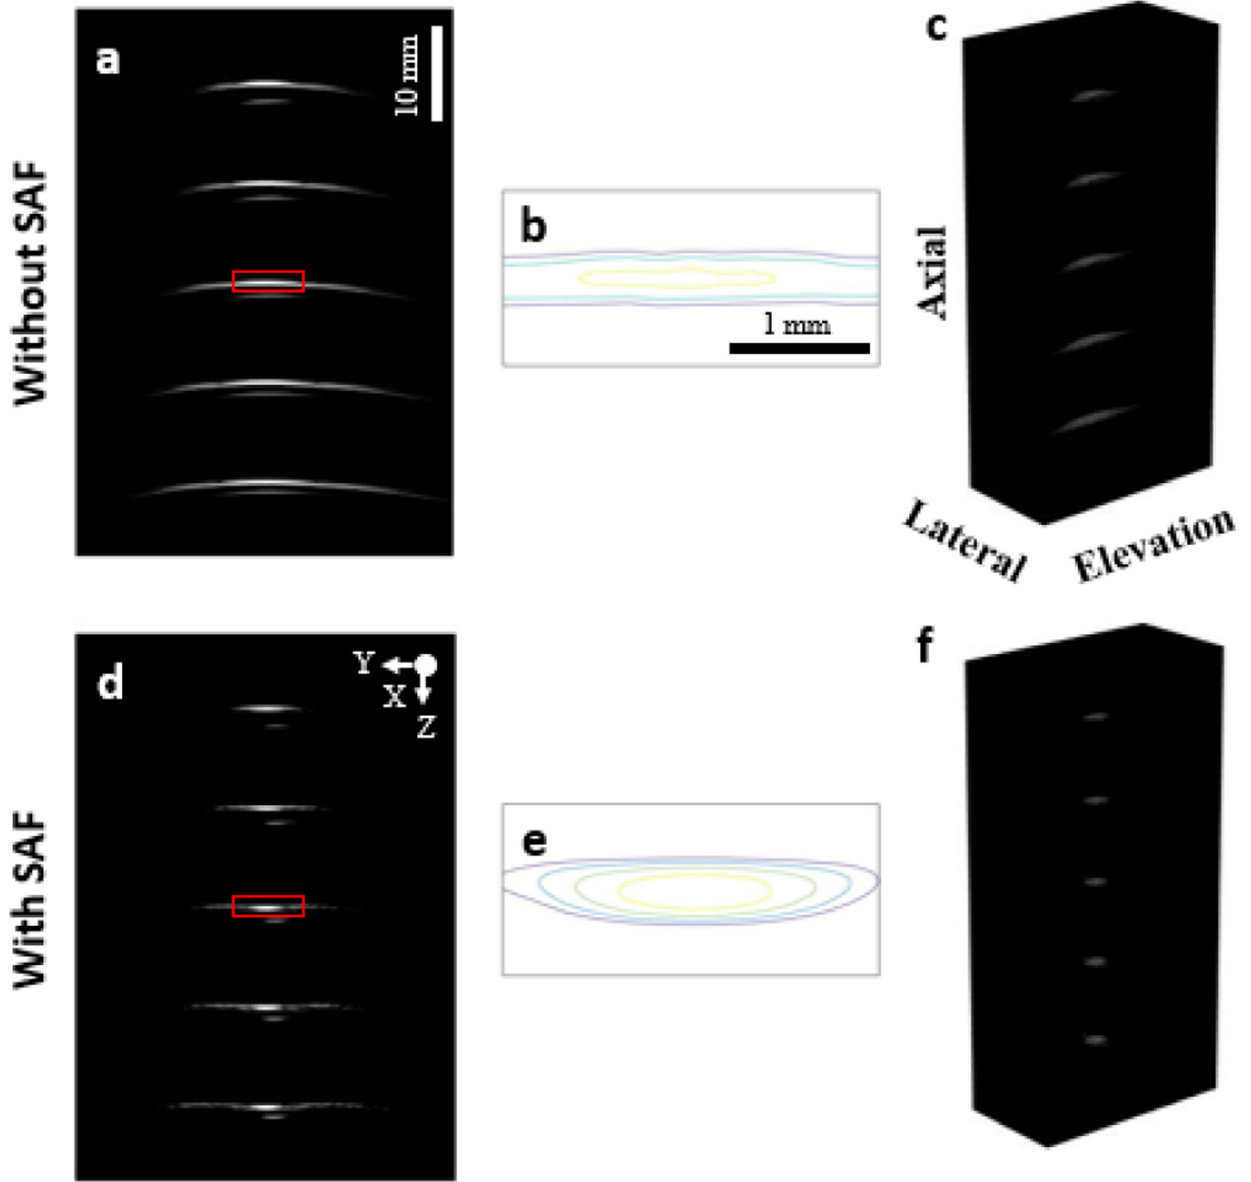 Without SAF
a
10 mm
b
1 mm
c
Axial
Lateral
Elevation
With SAF
d
Y
X
Z
e
f